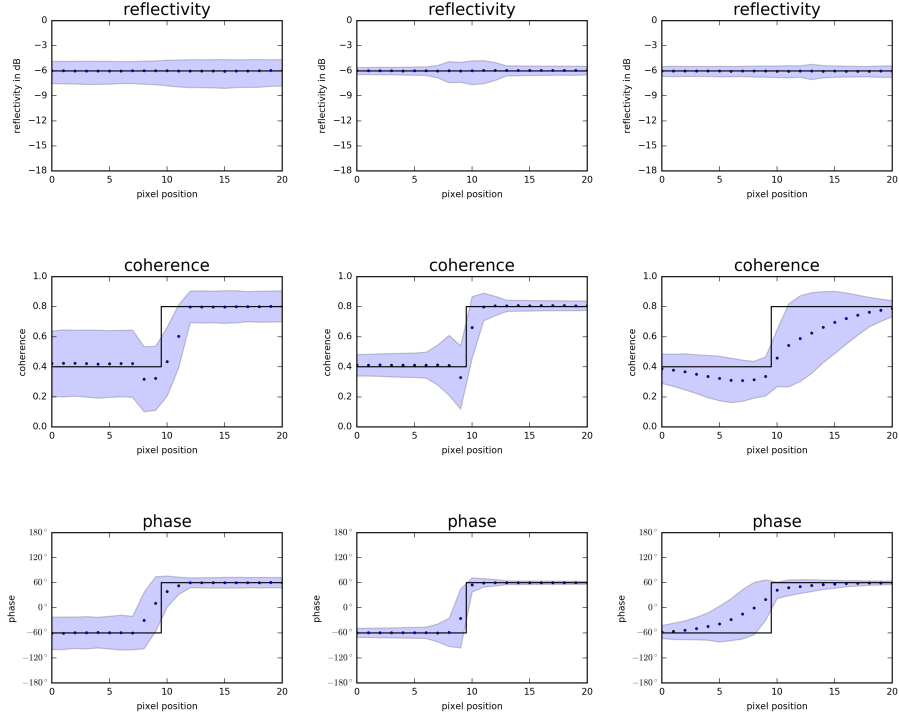 reflectivity reflectivity reflectivity
0 0 0
−3 −3 −3
−6 −6 −6
−9 −9 −9
−12 −12 −12
−15 −15 −15
−18 −18 −18
reflectivity in dB reflectivity in dB reflectivity in dB
0 5 10 15 20 0 5 10 15 20 0 5 10 15 20
pixel position pixel position pixel position
coherence coherence coherence
1.0 1.0 1.0
0.8 0.8 0.8
0.6 0.6 0.6
0.4 0.4 0.4
0.2 0.2 0.2
0.0 0.0 0.0
coherence coherence coherence
0 5 10 15 20 0 5 10 15 20 0 5 10 15 20
pixel position pixel position pixel position
phase phase phase
180° 180° 180°
120° 120° 120°
60° 60° 60°
0° 0° 0°
−60° −60° −60°
−120° −120° −120°
−180° −180° −180°
phase phase phase
0 5 10 15 20 0 5 10 15 20 0 5 10 15 20
pixel position pixel position pixel position